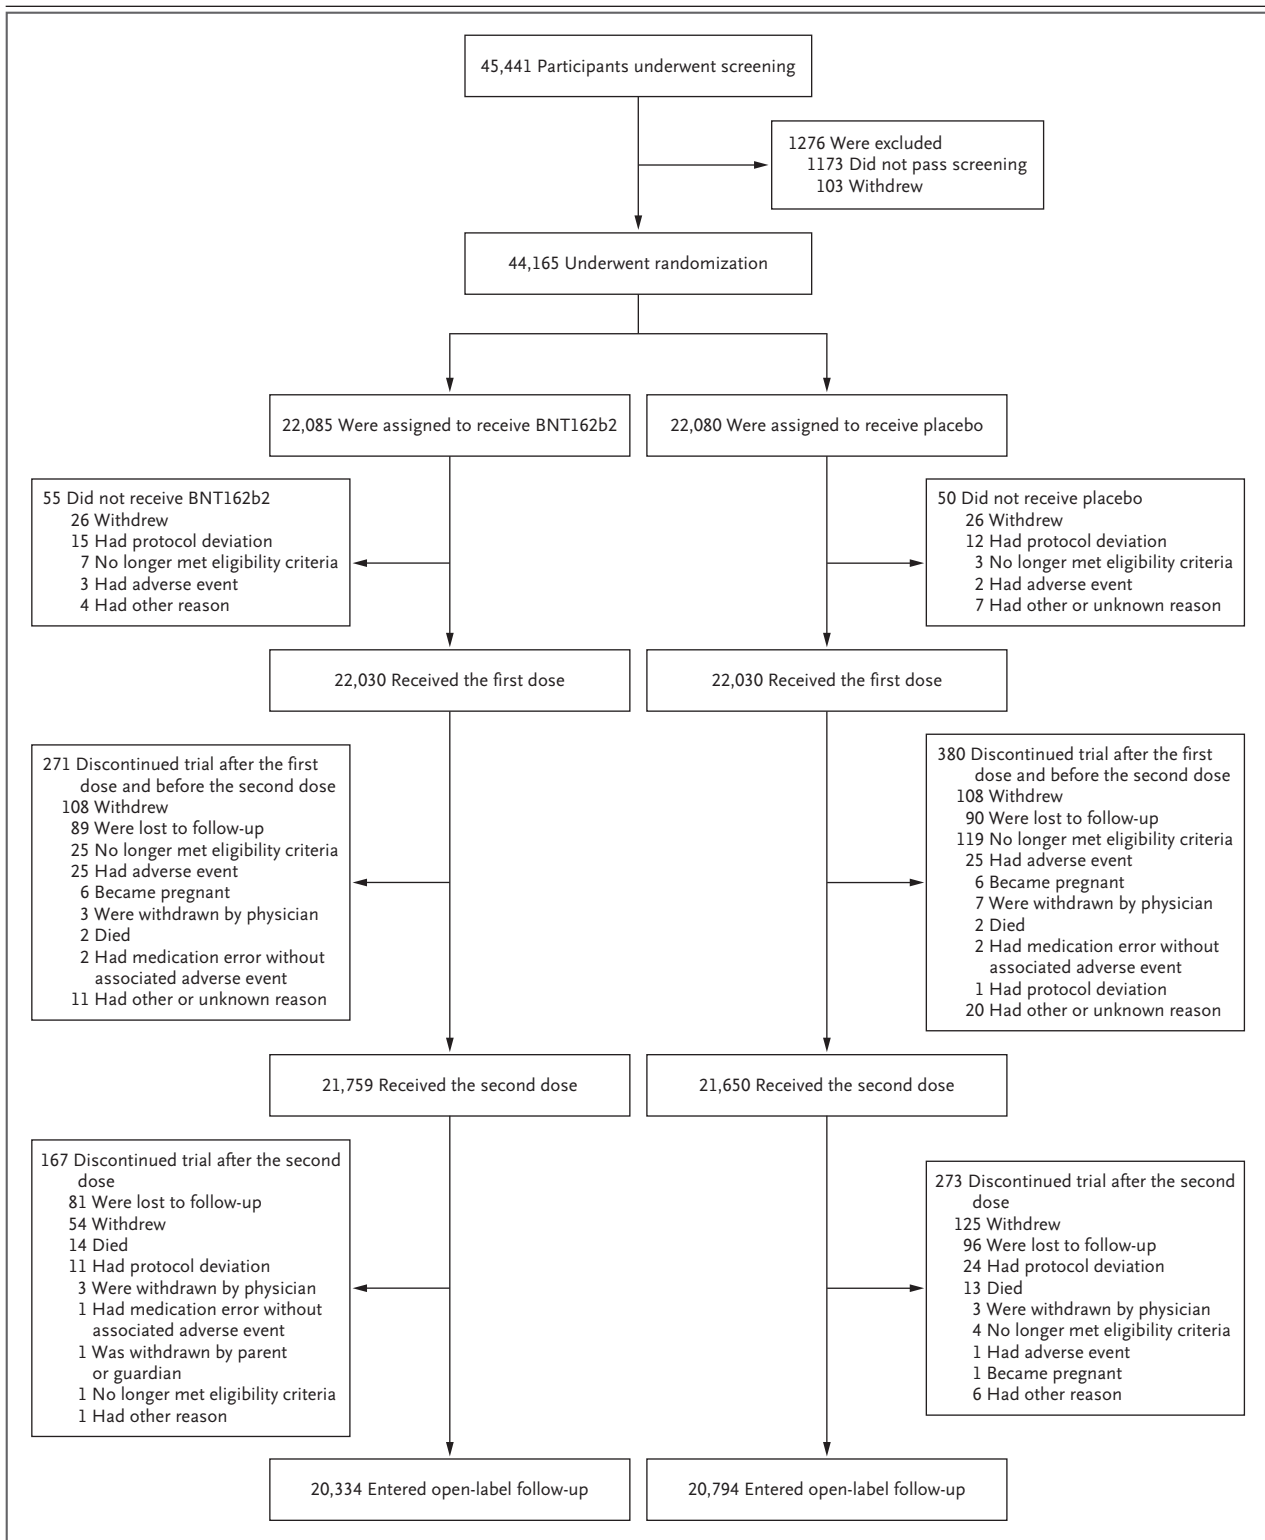 45,441 Participants underwent screening
1276 Were excluded
1173 Did not pass screening
103 Withdrew
44,165 Underwent randomization
22,085 Were assigned to receive BNT162b2
22,080 Were assigned to receive placebo
55 Did not receive BNT162b2
26 Withdrew
15 Had protocol deviation
7 No longer met eligibility criteria
3 Had adverse event
4 Had other reason
50 Did not receive placebo
26 Withdrew
12 Had protocol deviation
3 No longer met eligibility criteria
2 Had adverse event
7 Had other or unknown reason
22,030 Received the first dose
22,030 Received the first dose
271 Discontinued trial after the first
dose and before the second dose
108 Withdrew
89 Were lost to follow-up
25 No longer met eligibility criteria
25 Had adverse event
6 Became pregnant
3 Were withdrawn by physician
2 Died
2 Had medication error without
associated adverse event
11 Had other or unknown reason
380 Discontinued trial after the first
dose and before the second dose
108 Withdrew
90 Were lost to follow-up
119 No longer met eligibility criteria
25 Had adverse event
6 Became pregnant
7 Were withdrawn by physician
2 Died
2 Had medication error without
associated adverse event
1 Had protocol deviation
20 Had other or unknown reason
21,759 Received the second dose
21,650 Received the second dose
167 Discontinued trial after the second
dose
81 Were lost to follow-up
54 Withdrew
14 Died
11 Had protocol deviation
3 Were withdrawn by physician
1 Had medication error without
associated adverse event
1 Was withdrawn by parent
or guardian
1 No longer met eligibility criteria
1 Had other reason
273 Discontinued trial after the second
dose
125 Withdrew
96 Were lost to follow-up
24 Had protocol deviation
13 Died
3 Were withdrawn by physician
4 No longer met eligibility criteria
1 Had adverse event
1 Became pregnant
6 Had other reason
20,334 Entered open-label follow-up
20,794 Entered open-label follow-up